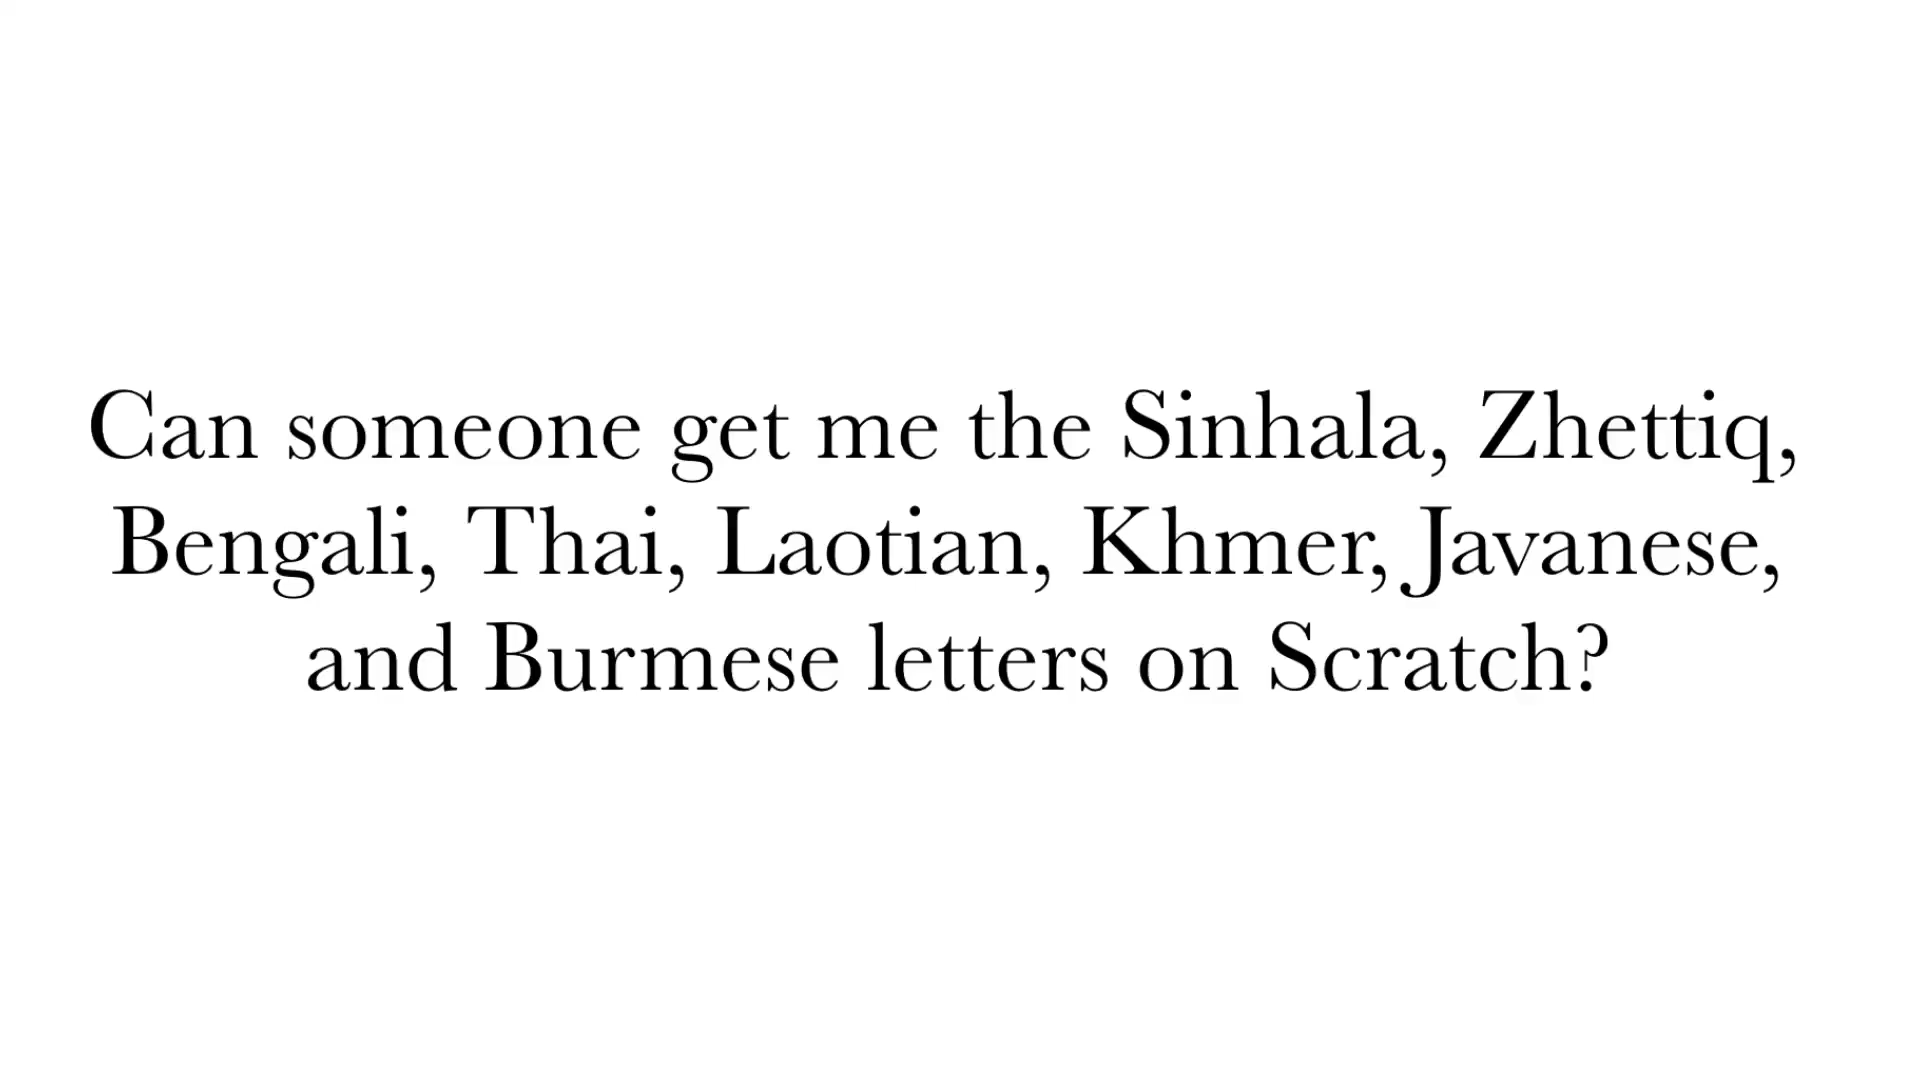 Can someone get me the Sinhala, Zhettiq,
Bengali, Thai, Laotian, Khmer, Javanese,
and Burmese letters on Scratch?